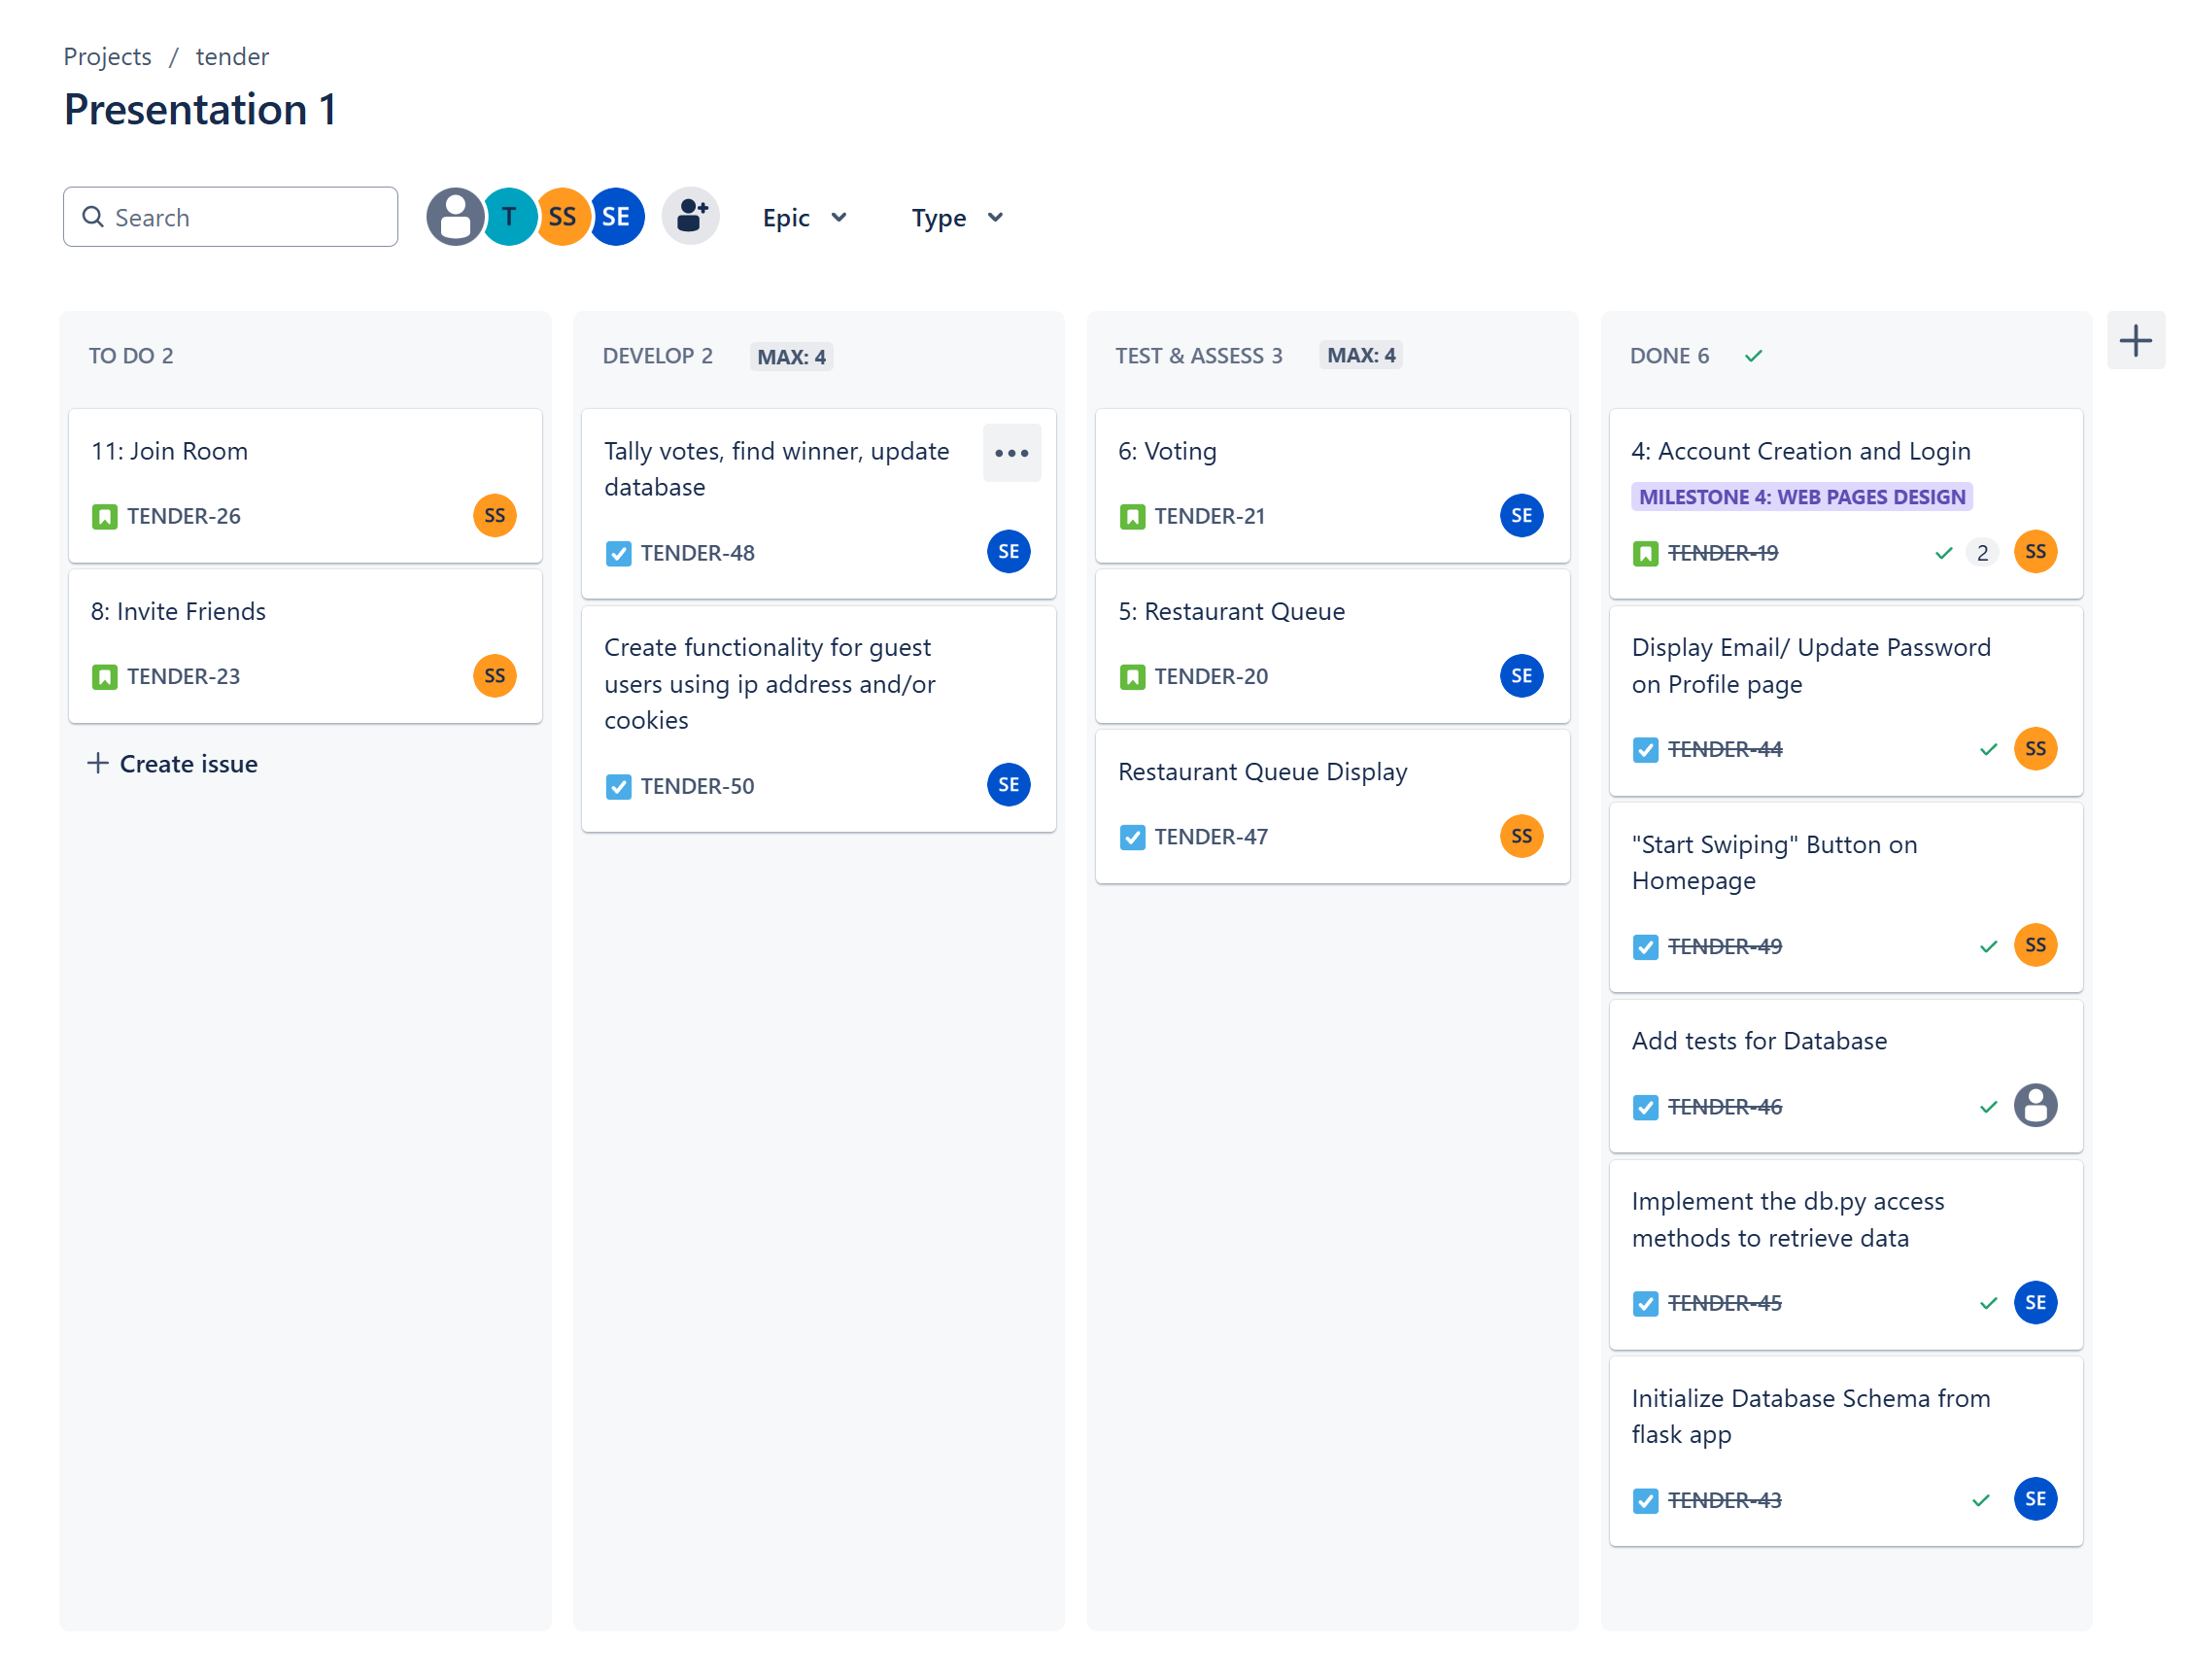 Projects / tender
Presentation 1
Search
T
SS
SE
Epic
Type
TO DO 2
11: Join Room
TENDER-26
SS
8: Invite Friends
TENDER-23
SS
Create issue
DEVELOP 2
MAX: 4
Tally votes, find winner, update
database
TENDER-48
SE
Create functionality for guest
users using ip address and/or
cookies
TENDER-50
SE
TEST & ASSESS 3
MAX: 4
6: Voting
TENDER-21
SE
5: Restaurant Queue
TENDER-20
SE
Restaurant Queue Display
TENDER-47
SS
DONE 6
4: Account Creation and Login
MILESTONE 4: WEB PAGES DESIGN
TENDER-19
2
SS
Display Email/ Update Password
on Profile page
TENDER-44
SS
"Start Swiping" Button on
Homepage
TENDER-49
SS
Add tests for Database
TENDER-46
Implement the db.py access
methods to retrieve data
TENDER-45
SE
Initialize Database Schema from
flask app
TENDER-43
SE